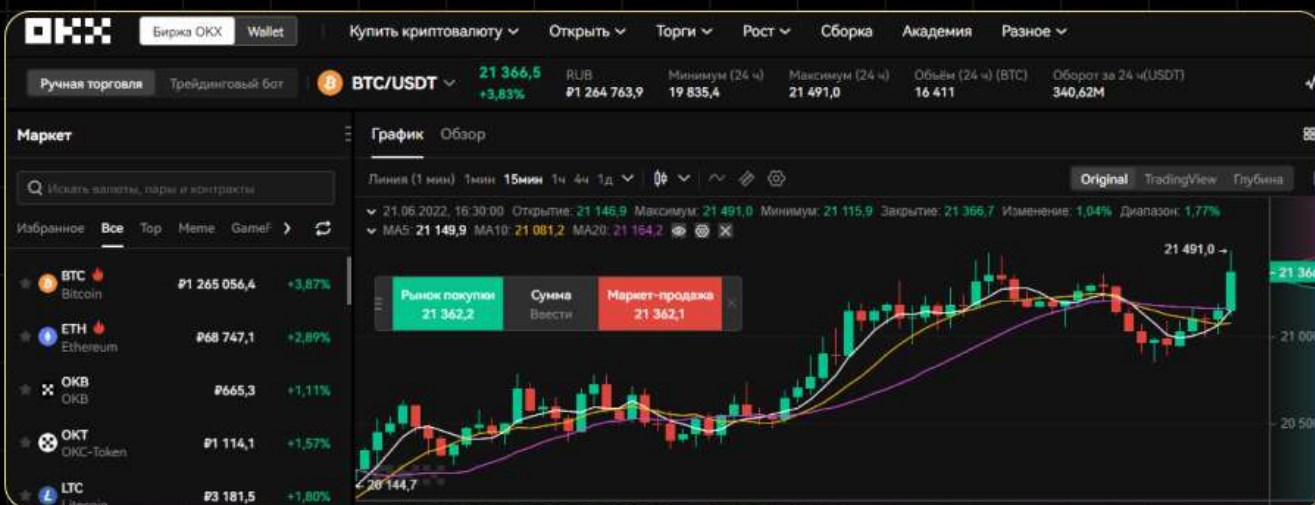 OKX Биржа OKX Wallet Купить криптовалюту Открыть Торги Рост Сборка Академия Разное
Ручная торговля Трейдинговый бот BTC/USDT 21 366,5 +3,83% RUB ₽1 264 763,9 Минимум (24 ч) 19 835,4 Максимум (24 ч) 21 491,0 Объём (24 ч) (BTC) 16 411 Оборот за 24 ч(USDT) 340,62M
Маркет
Искать валюты, пары и контракты
Избранное Все Top Meme GameF
BTC ₽1 265 056,4 +3,87%
Bitcoin
ETH ₽68 747,1 +2,89%
Ethereum
OKB ₽665,3 +1,11%
OKB
OKT ₽1 114,1 +1,57%
OKC-Token
LTC ₽3 181,5 +1,80%
Litecoin
График Обзор
Линия (1 мин) 1мин 15мин 1ч 4ч 1д Original TradingView Глубина
21.06.2022, 16:30:00 Открытие: 21 146,9 Максимум: 21 491,0 Минимум: 21 115,9 Закрытие: 21 366,7 Изменение: 1,04% Диапазон: 1,77%
MA5: 21 149,9 MA10: 21 081,2 MA20: 21 164,2
21 491,0
21 366
Рынок покупки Сумма Маркет-продажа
21 362,2 Ввести 21 362,1
21 000
20 500
20 144,7